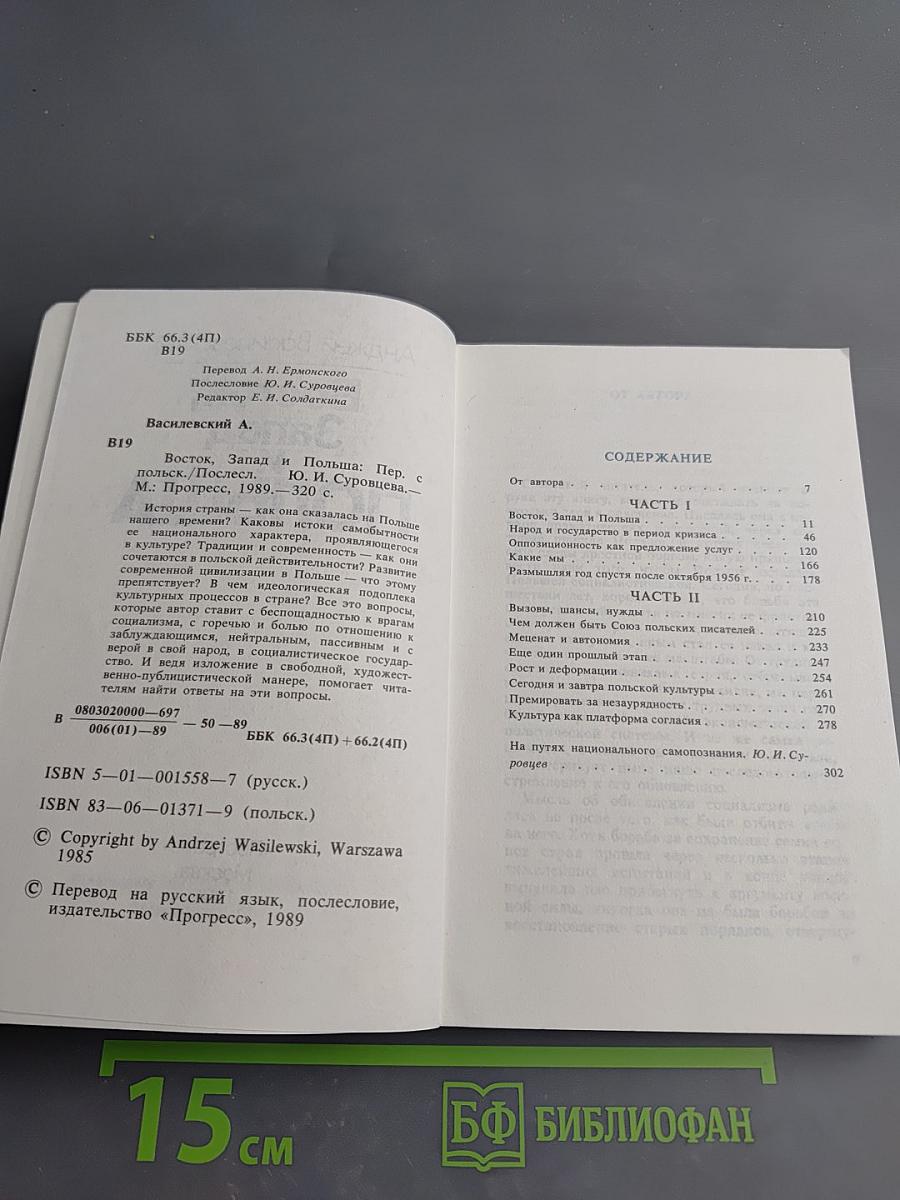 ББК 66.3(4П)
В19
Перевод А. Н. Ермонского
Послесловие Ю. И. Суровцева
Редактор Е. И. Солдаткина
Василевский А.
В19
Восток, Запад и Польша: Пер. с
польск./Послесл. Ю. И. Суровцева.—
М.: Прогресс, 1989.—320 с.
История страны — как она сказалась на Польше
нашего времени? Каковы истоки самобытности
ее национального характера, проявляющегося
в культуре? Традиции и современность — как они
сочетаются в польской действительности? Развитие
современной цивилизации в Польше — что этому
препятствует? В чем идеологическая подоплека
культурных процессов в стране? Все это вопросы,
которые автор ставит с беспощадностью к врагам
социализма, с горечью и болью по отношению к
заблуждающимся, нейтральным, пассивным и с
верой в свой народ, в социалистическое государ-
ство. И ведя изложение в свободной, художест-
венно-публицистической манере, помогает чита-
телям найти ответы на эти вопросы.
В 0803020000—697
006(01)—89 — 50 —89
ББК 66.3(4П)+66.2(4П)
ISBN 5—01—001558—7 (русск.)
ISBN 83—06—01371—9 (польск.)
© Copyright by Andrzej Wasilewski, Warszawa
1985
© Перевод на русский язык, послесловие,
издательство «Прогресс», 1989
СОДЕРЖАНИЕ
От автора . . . . . . . . . . . . . . . 7
ЧАСТЬ I
Восток, Запад и Польша . . . . . . . . . . . 11
Народ и государство в период кризиса . . . . . . 46
Оппозиционность как предложение услуг . . . . . 120
Какие мы . . . . . . . . . . . . . . . 166
Размышляя год спустя после октября 1956 г. . . . . 178
ЧАСТЬ II
Вызовы, шансы, нужды . . . . . . . . . . . 210
Чем должен быть Союз польских писателей . . . . 225
Меценат и автономия . . . . . . . . . . . . 233
Еще один прошлый этап . . . . . . . . . . . 247
Рост и деформации . . . . . . . . . . . . . 254
Сегодня и завтра польской культуры . . . . . . . 261
Премировать за незаурядность . . . . . . . . . 270
Культура как платформа согласия . . . . . . . . 278
На путях национального самопознания. Ю. И. Су-
ровцев . . . . . . . . . . . . . . . . 302
15 см
БФ БИБЛИОФАН